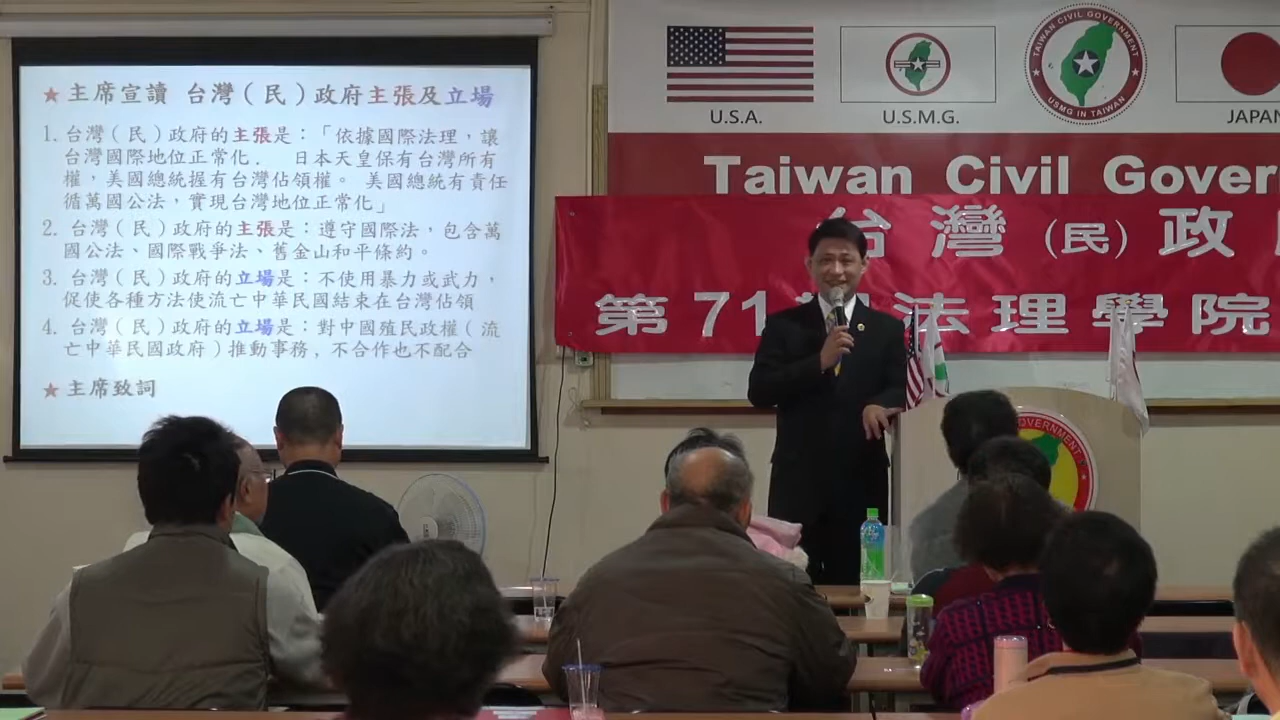 ★ 主席宣讀 台灣(民)政府主張及立場
1. 台灣(民)政府的主張是:「依據國際法理,讓
台灣國際地位正常化. 日本天皇保有台灣所有
權,美國總統握有台灣佔領權。 美國總統有責任
循萬國公法,實現台灣地位正常化」
2. 台灣(民)政府的主張是:遵守國際法,包含萬
國公法、國際戰爭法、舊金山和平條約。
3. 台灣(民)政府的立場是:不使用暴力或武力,
促使各種方法使流亡中華民國結束在台灣佔領
4. 台灣(民)政府的立場是:對中國殖民政權(流
亡中華民國政府)推動事務,不合作也不配合
★ 主席致詞
U.S.A.
U.S.M.G.
TAIWAN CIVIL GOVERNMENT
USMG IN TAIWAN
JAPAN
Taiwan Civil Gover
台灣(民)政
第71 法理學院
OVERNMENT